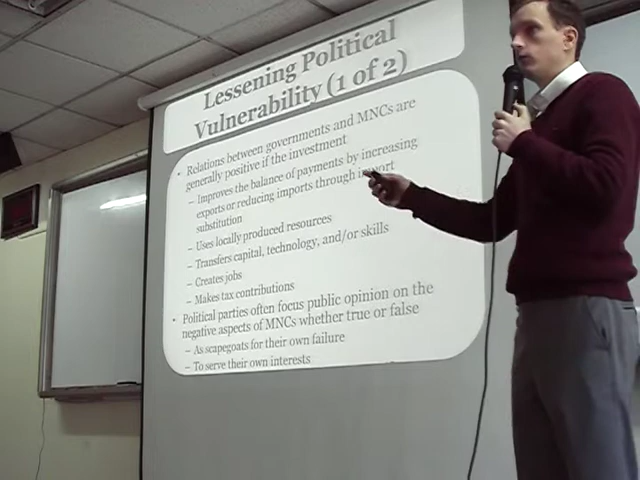 Lessening Political
Vulnerability (1 of 2)
• Relations between governments and MNCs are
generally positive if the investment
– Improves the balance of payments by increasing
exports or reducing imports through import
substitution
– Uses locally produced resources
– Transfers capital, technology, and/or skills
– Creates jobs
– Makes tax contributions
• Political parties often focus public opinion on the
negative aspects of MNCs whether true or false
– As scapegoats for their own failure
– To serve their own interests